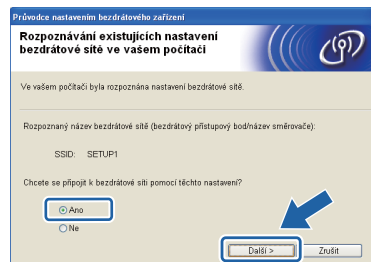 Průvodce nastavením bezdrátového zařízení
Rozpoznávání existujících nastavení
bezdrátové sítě ve vašem počítači
Ve vašem počítači byla rozpoznána nastavení bezdrátové sítě.
Rozpoznaný název bezdrátové sítě (bezdrátový přístupový bod/název směrovače):
SSID: SETUP1
Chcete se připojit k bezdrátové síti pomocí těchto nastavení?
Ano
Ne
Další > Zrušit